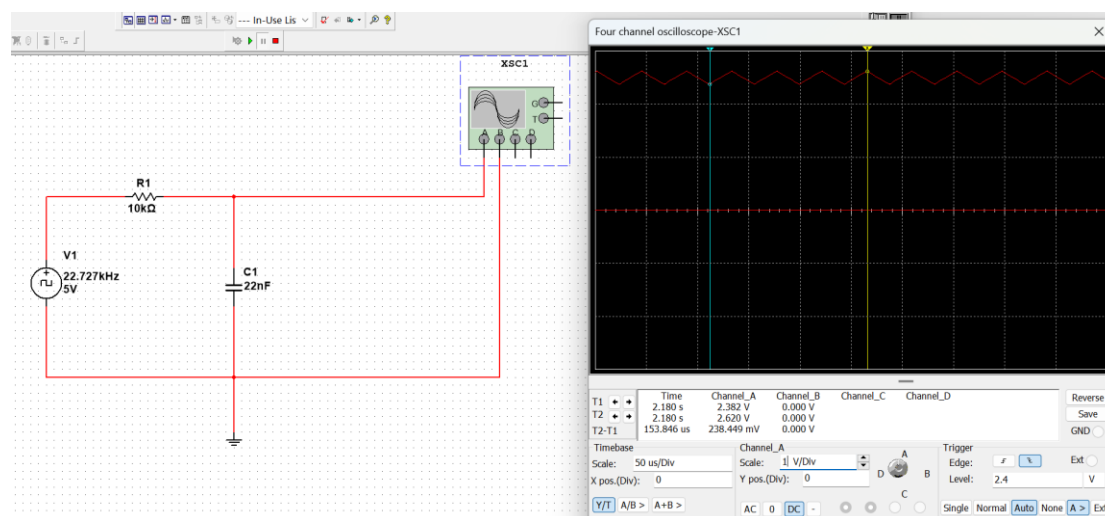 --- In-Use Lis
XSC1
G
T
A B C D
R1
10kΩ
V1
22.727kHz
5V
C1
22nF
Four channel oscilloscope-XSC1
Time Channel_A Channel_B Channel_C Channel_D
T1 2.180 s 2.382 V 0.000 V
T2 2.180 s 2.620 V 0.000 V
T2-T1 153.846 us 238.449 mV 0.000 V
Reverse
Save
GND
Timebase
Scale: 50 us/Div
X pos.(Div): 0
Y/T A/B > A+B >
Channel_A
Scale: 1 V/Div
Y pos.(Div): 0
AC 0 DC -
A
D B
C
Trigger
Edge: Ext
Level: 2.4 V
Single Normal Auto None A > Ext